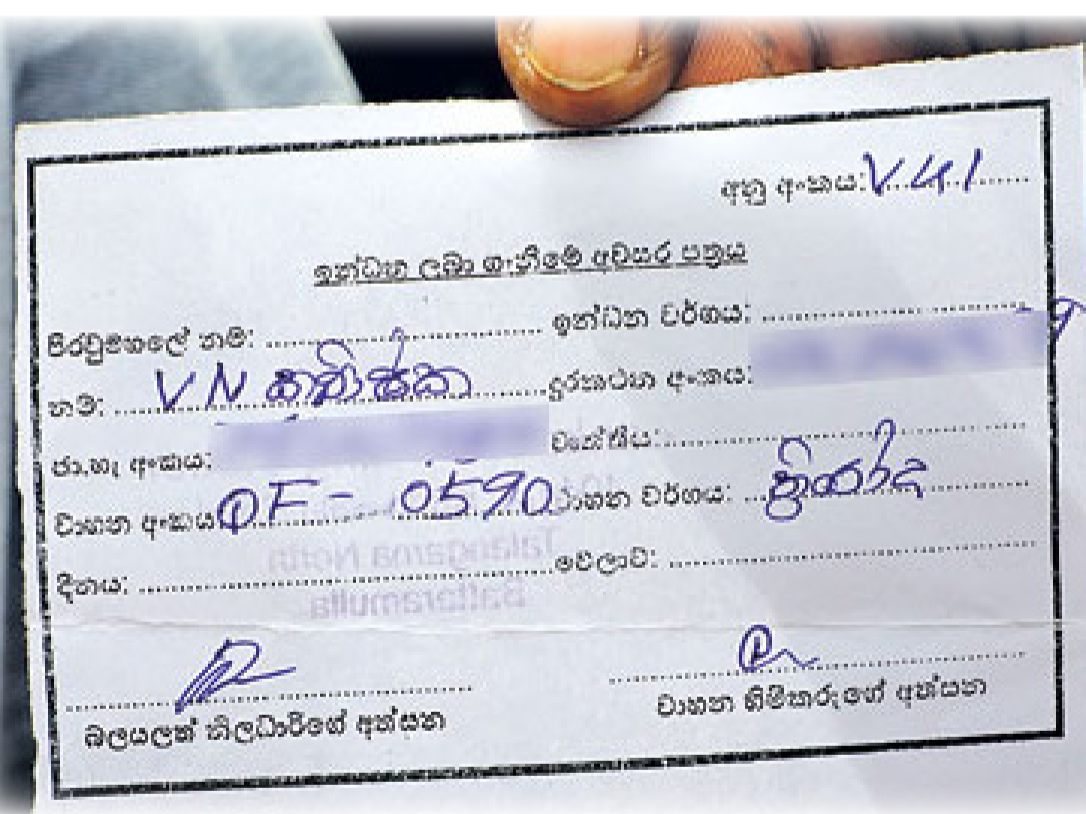 අනු අංකය: V 41
ඉන්ධන ලබා ගැනීමේ අවසර පත්‍රය
පිරවුම්හලේ නම: .................... ඉන්ධන වර්ගය: ....................
නම: V N කවිෂ්ක දුරකථන අංකය: 9
ජා.හැ අංකය: වෘත්තීය: ....................
වාහන අංකය QF - 0590 වාහන වර්ගය: ත්‍රීරෝද
දිනය: .................... වේලාව: ....................
බලයලත් නිලධාරීගේ අත්සන වාහන හිමිකරුගේ අත්සන
Talangama North
Battaramulla